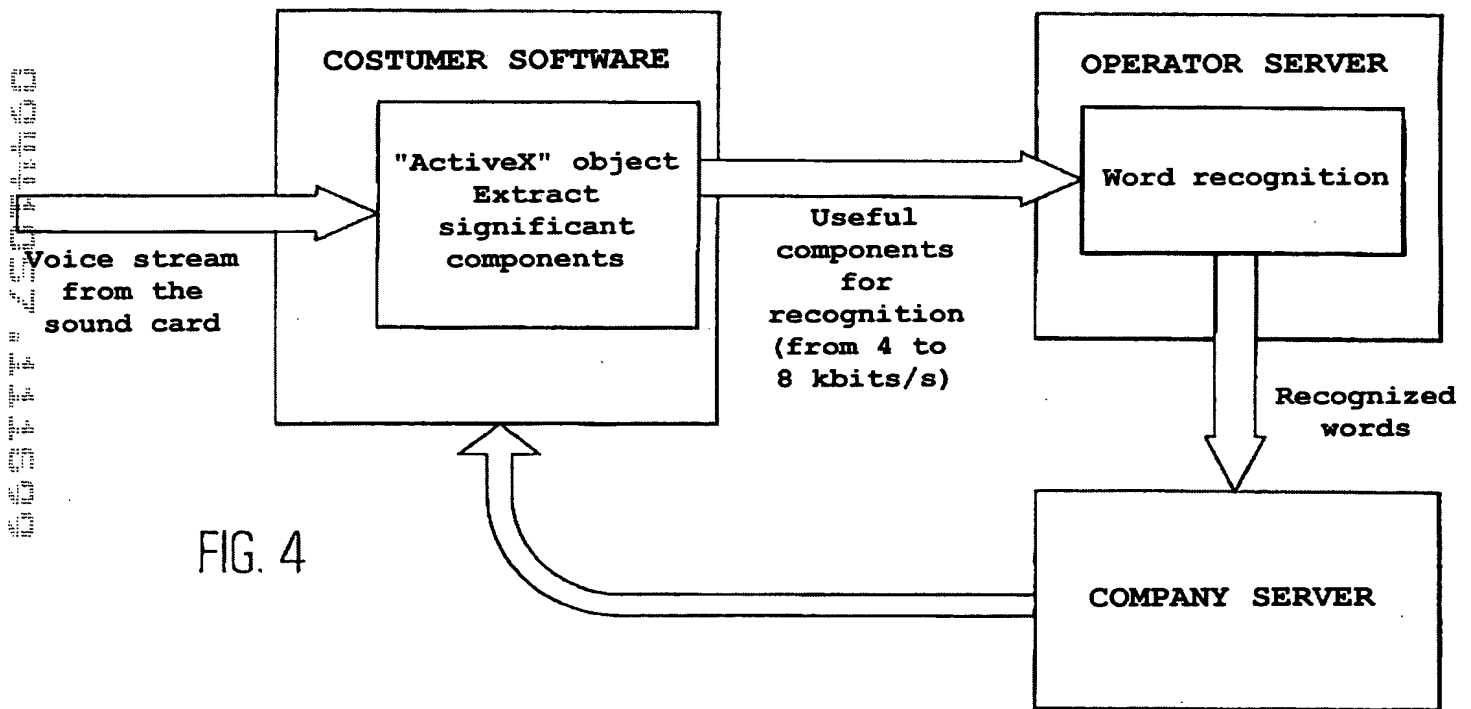 COSTUMER SOFTWARE
"ActiveX" object
Extract
significant
components
Voice stream
from the
sound card
Useful
components
for
recognition
(from 4 to
8 kbits/s)
OPERATOR SERVER
Word recognition
Recognized
words
COMPANY SERVER
FIG. 4